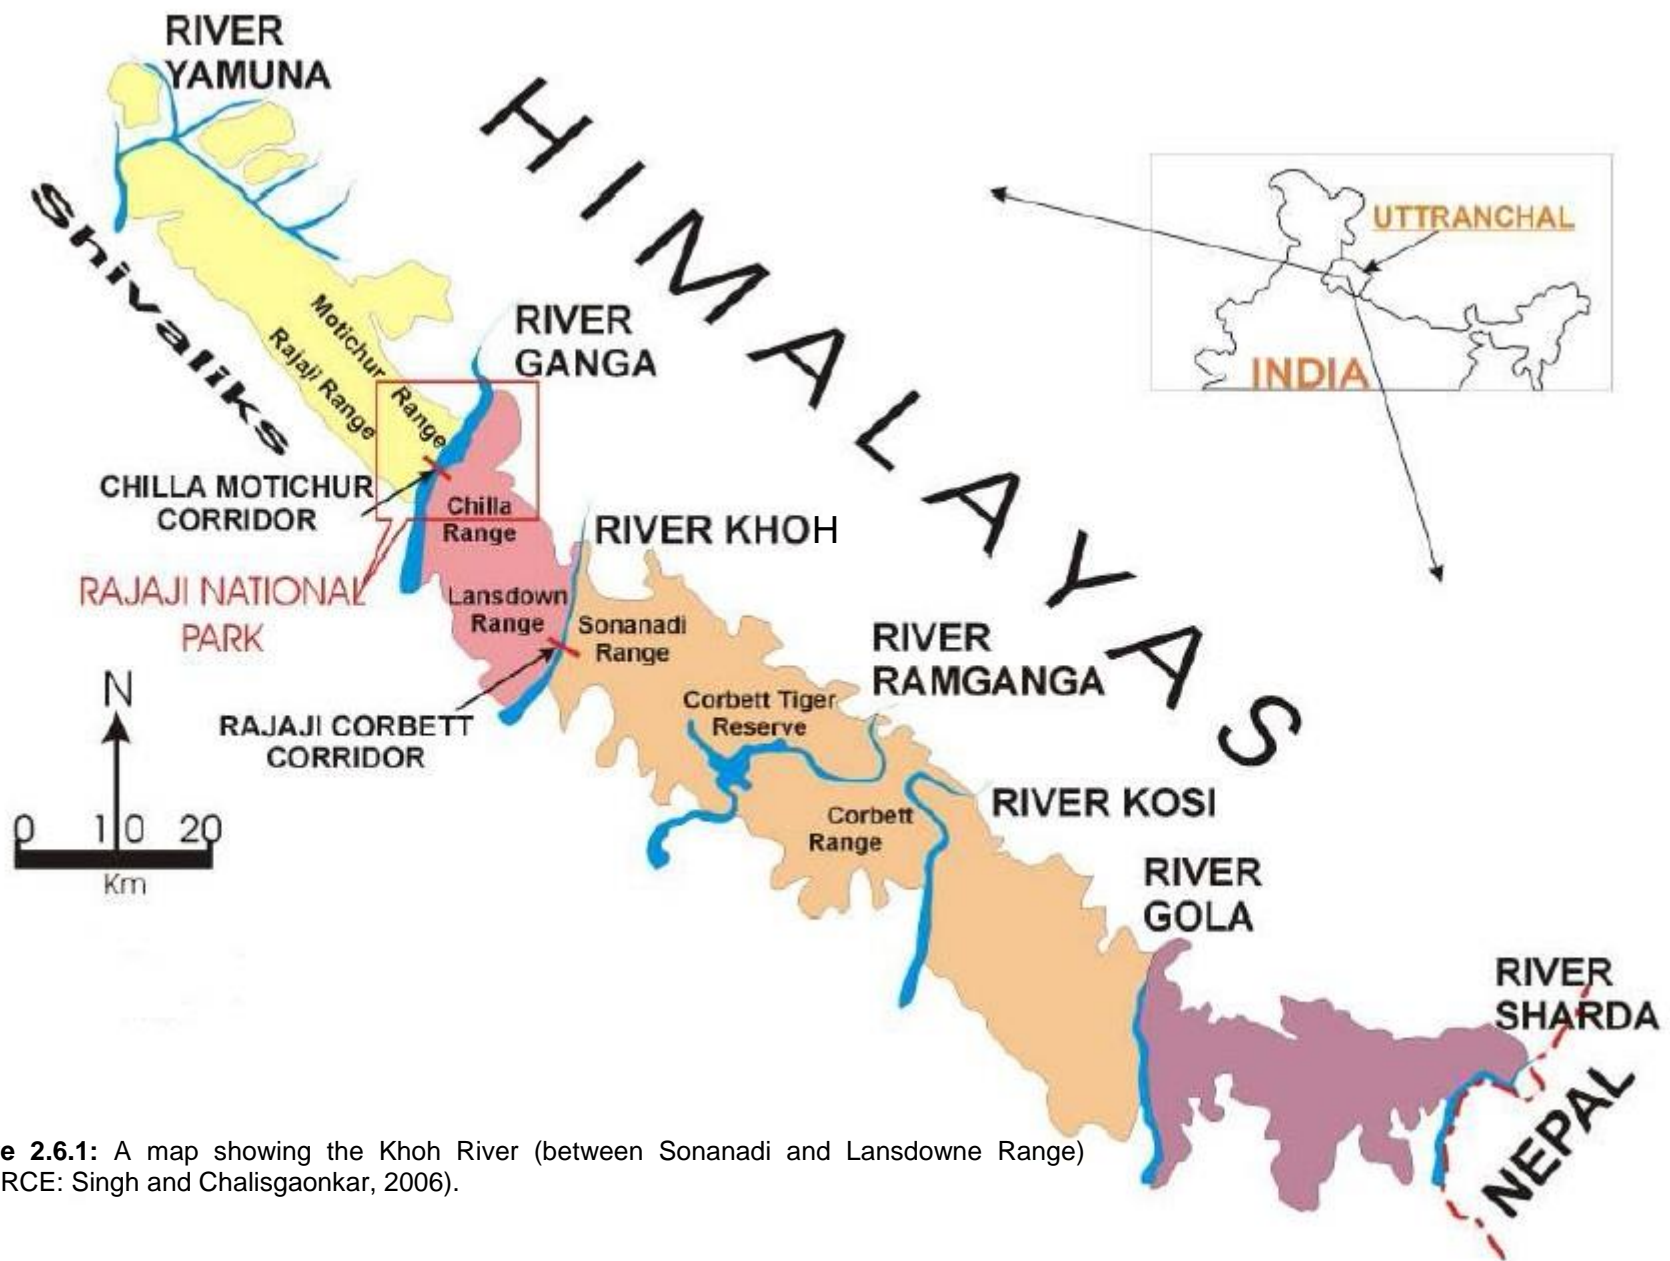 RIVER
YAMUNA
HIMALAYAS
Shivaliks
UTTRANCHAL
INDIA
Motichur Range
Rajaji Range
RIVER
GANGA
CHILLA MOTICHUR
CORRIDOR
Chilla
Range
RIVER KHOH
RAJAJI NATIONAL
PARK
Lansdown
Range
Sonanadi
Range
RIVER
RAMGANGA
Corbett Tiger
Reserve
RAJAJI CORBETT
CORRIDOR
N
0 10 20
Km
RIVER KOSI
Corbett
Range
RIVER
GOLA
RIVER
SHARDA
NEPAL
e 2.6.1: A map showing the Khoh River (between Sonanadi and Lansdowne Range)
RCE: Singh and Chalisgaonkar, 2006).